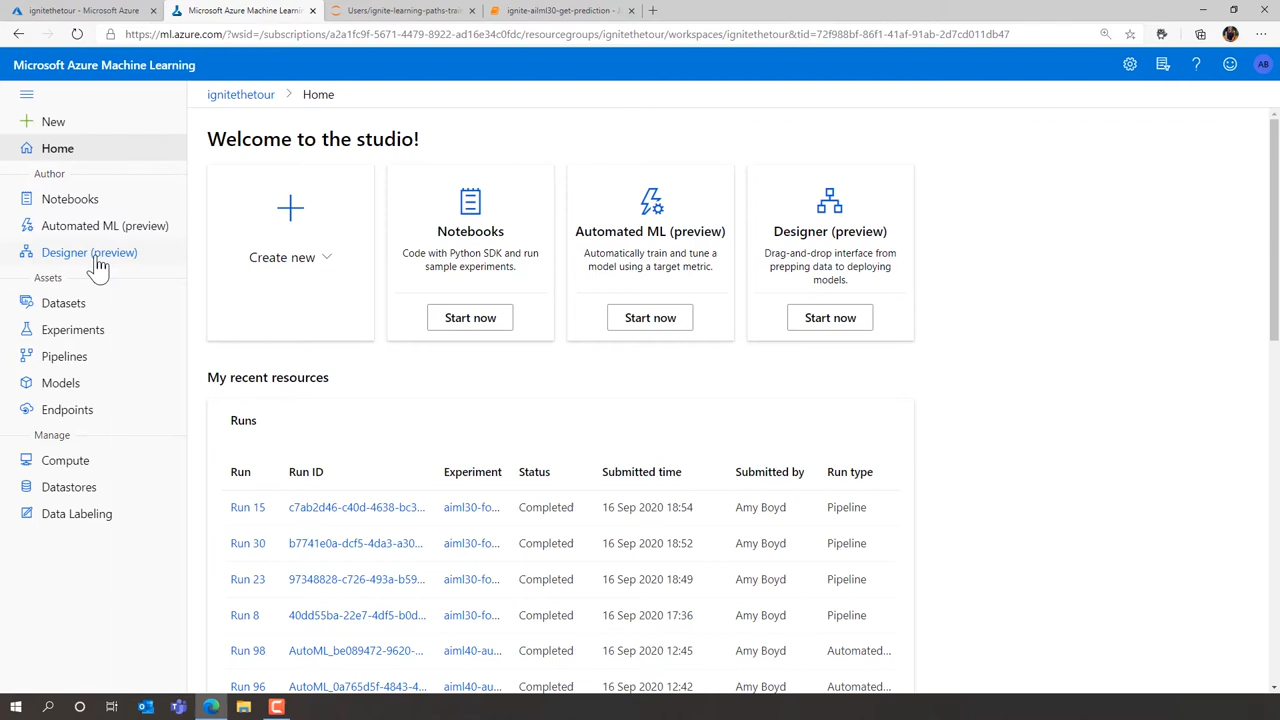 ignitethetour - Microsoft Azure
Microsoft Azure Machine Learnin
Users/ignite-learning-paths-trai
ignite-ailml30-get-prediction - J
https://ml.azure.com/?wsid=/subscriptions/a2a1fc9f-5671-4479-8922-ad16e34c0fdc/resourcegroups/ignitethetour/workspaces/ignitethetour&tid=72f988bf-86f1-41af-91ab-2d7cd011db47
Microsoft Azure Machine Learning
AB
ignitethetour > Home
New
Home
Author
Notebooks
Automated ML (preview)
Designer (preview)
Assets
Datasets
Experiments
Pipelines
Models
Endpoints
Manage
Compute
Datastores
Data Labeling
Welcome to the studio!
Create new
Notebooks
Code with Python SDK and run
sample experiments.
Start now
Automated ML (preview)
Automatically train and tune a
model using a target metric.
Start now
Designer (preview)
Drag-and-drop interface from
prepping data to deploying
models.
Start now
My recent resources
Runs
Run Run ID Experiment Status Submitted time Submitted by Run type
Run 15 c7ab2d46-c40d-4638-bc3... aiml30-fo... Completed 16 Sep 2020 18:54 Amy Boyd Pipeline
Run 30 b7741e0a-dcf5-4da3-a30... aiml30-fo... Completed 16 Sep 2020 18:52 Amy Boyd Pipeline
Run 23 97348828-c726-493a-b59... aiml30-fo... Completed 16 Sep 2020 18:49 Amy Boyd Pipeline
Run 8 40dd55ba-22e7-4df5-b0d... aiml30-fo... Completed 16 Sep 2020 17:36 Amy Boyd Pipeline
Run 98 AutoML_be089472-9620-... aiml40-au... Completed 16 Sep 2020 12:45 Amy Boyd Automated...
Run 96 AutoML_0a765d5f-4843-4... aiml40-au... Completed 16 Sep 2020 12:42 Amy Boyd Automated...